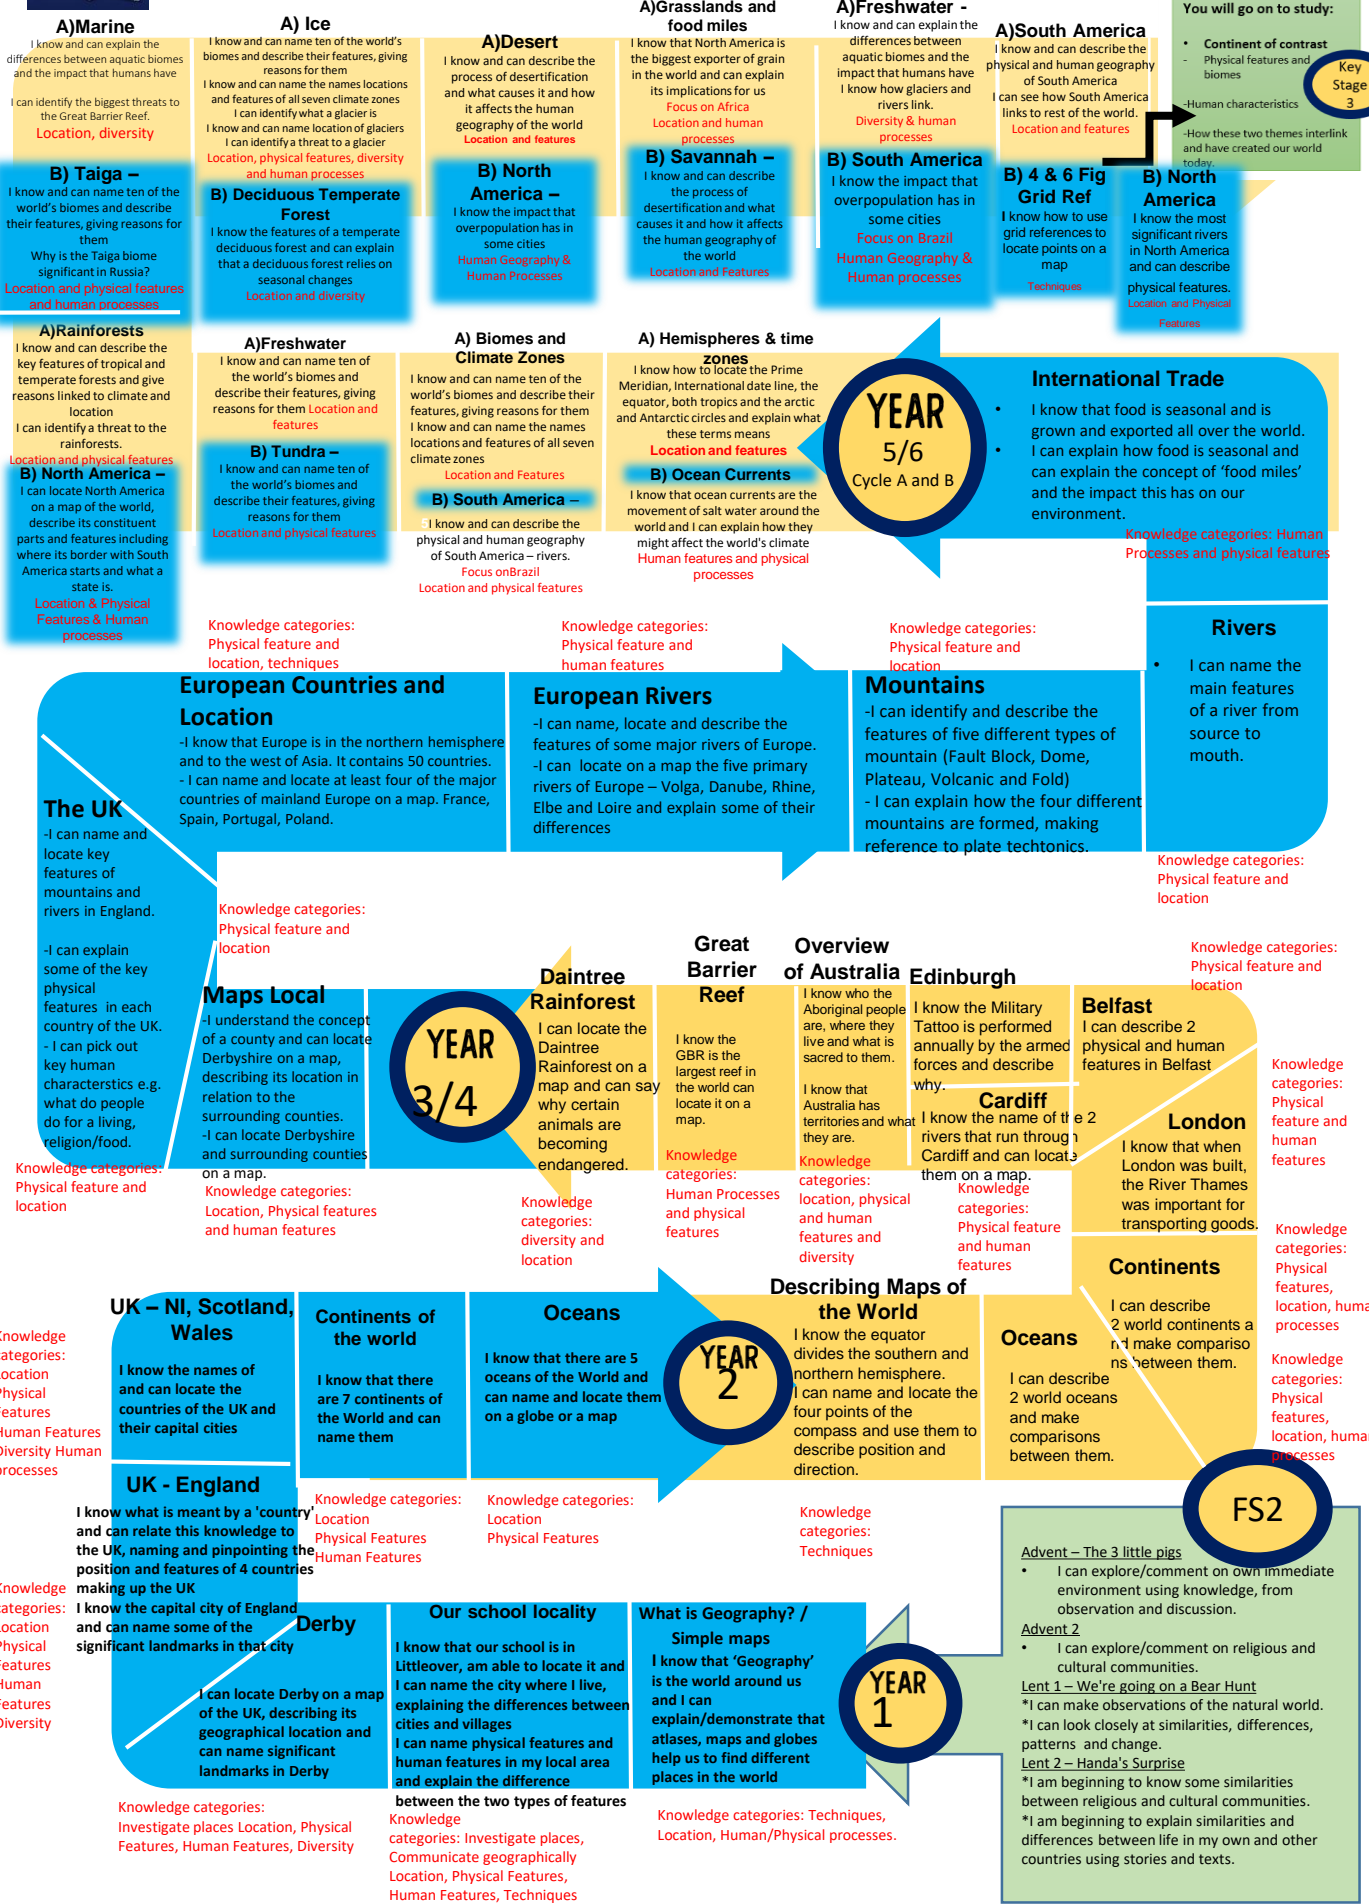 A)Marine
I know and can explain the
differences between aquatic biomes
and the impact that humans have
I can identify the biggest threats to
the Great Barrier Reef.
Location, diversity
A) Ice
I know and can name ten of the world's
biomes and describe their features, giving
reasons for them
I know and can name the names locations
and features of all seven climate zones
I can identify what a glacier is
I know and can name location of glaciers
I can identify a threat to a glacier
Location, physical features, diversity
and human processes
A)Desert
I know and can describe the
process of desertification
and what causes it and how
it affects the human
geography of the world
Location and features
A)Grasslands and
food miles
I know that North America is
the biggest exporter of grain
in the world and can explain
its implications for us
Focus on Africa
Location and human
processes
A)Freshwater -
I know and can explain the
differences between
aquatic biomes and the
impact that humans have
I know how glaciers and
rivers link.
Diversity & human
processes
A)South America
I know and can describe the
physical and human geography
of South America
I can see how South America
links to rest of the world.
Location and features
You will go on to study:
• Continent of contrast
- Physical features and
biomes
-Human characteristics
-How these two themes interlink
and have created our world
today.
Key
Stage
3
B) Taiga –
I know and can name ten of the
world's biomes and describe
their features, giving reasons for
them
Why is the Taiga biome
significant in Russia?
Location and physical features
and human processes
B) Deciduous Temperate
Forest
I know the features of a temperate
deciduous forest and can explain
that a deciduous forest relies on
seasonal changes
Location and diversity
B) North
America –
I know the impact that
overpopulation has in
some cities
Human Geography &
Human Processes
B) Savannah –
I know and can describe
the process of
desertification and what
causes it and how it affects
the human geography of
the world
Location and Features
B) South America
I know the impact that
overpopulation has in
some cities
Focus on Brazil
Human Geography &
Human processes
B) 4 & 6 Fig
Grid Ref
I know how to use
grid references to
locate points on a
map
Techniques
B) North
America
I know the most
significant rivers
in North America
and can describe
physical features.
Location and Physical
Features
A)Rainforests
I know and can describe the
key features of tropical and
temperate forests and give
reasons linked to climate and
location
I can identify a threat to the
rainforests.
Location and physical features
A)Freshwater
I know and can name ten of
the world's biomes and
describe their features, giving
reasons for them Location and
features
A) Biomes and
Climate Zones
I know and can name ten of the
world's biomes and describe their
features, giving reasons for them
I know and can name the names
locations and features of all seven
climate zones
Location and Features
A) Hemispheres & time
zones
I know how to locate the Prime
Meridian, International date line, the
equator, both tropics and the arctic
and Antarctic circles and explain what
these terms means
Location and features
B) North America –
I can locate North America
on a map of the world,
describe its constituent
parts and features including
where its border with South
America starts and what a
state is.
Location & Physical
Features & Human
processes
B) Tundra –
I know and can name ten of
the world's biomes and
describe their features, giving
reasons for them
Location and physical features
B) South America –
I know and can describe the
physical and human geography
of South America – rivers.
Focus onBrazil
Location and physical features
B) Ocean Currents
I know that ocean currents are the
movement of salt water around the
world and I can explain how they
might affect the world's climate
Human features and physical
processes
YEAR
5/6
Cycle A and B
International Trade
• I know that food is seasonal and is
grown and exported all over the world.
• I can explain how food is seasonal and
can explain the concept of 'food miles'
and the impact this has on our
environment.
Knowledge categories: Human
Processes and physical features
Rivers
• I can name the
main features
of a river from
source to
mouth.
Knowledge categories:
Physical feature and
location
Knowledge categories:
Physical feature and
location
Mountains
-I can identify and describe the
features of five different types of
mountain (Fault Block, Dome,
Plateau, Volcanic and Fold)
- I can explain how the four different
mountains are formed, making
reference to plate techtonics.
Knowledge categories:
Physical feature and
human features
European Rivers
-I can name, locate and describe the
features of some major rivers of Europe.
-I can locate on a map the five primary
rivers of Europe – Volga, Danube, Rhine,
Elbe and Loire and explain some of their
differences
Knowledge categories:
Physical feature and
location, techniques
European Countries and
Location
-I know that Europe is in the northern hemisphere
and to the west of Asia. It contains 50 countries.
- I can name and locate at least four of the major
countries of mainland Europe on a map. France,
Spain, Portugal, Poland.
The UK
-I can name and
locate key
features of
mountains and
rivers in England.
-I can explain
some of the key
physical
features in each
country of the UK.
- I can pick out
key human
characterstics e.g.
what do people
do for a living,
religion/food.
Knowledge categories:
Physical feature and
location
Knowledge categories:
Physical feature and
location
Maps Local
-I understand the concept
of a county and can locate
Derbyshire on a map,
describing its location in
relation to the
surrounding counties.
-I can locate Derbyshire
and surrounding counties
on a map.
Knowledge categories:
Location, Physical features
and human features
YEAR
3/4
Daintree
Rainforest
I can locate the
Daintree
Rainforest on a
map and can say
why certain
animals are
becoming
endangered.
Knowledge
categories:
diversity and
location
Great
Barrier
Reef
I know the
GBR is the
largest reef in
the world can
locate it on a
map.
Knowledge
categories:
Human Processes
and physical
features
Overview
of Australia
I know who the
Aboriginal people
are, where they
live and what is
sacred to them.
I know that
Australia has
territories and what
they are.
Knowledge
categories:
location, physical
and human
features and
diversity
Edinburgh
I know the Military
Tattoo is performed
annually by the armed
forces and describe
why.
Cardiff
I know the name of the 2
rivers that run through
Cardiff and can locate
them on a map.
Knowledge
categories:
Physical feature
and human
features
Belfast
I can describe 2
physical and human
features in Belfast
Knowledge categories:
Physical feature and
location
London
I know that when
London was built,
the River Thames
was important for
transporting goods.
Knowledge
categories:
Physical
feature and
human
features
Continents
I can describe
2 world continents a
nd make compariso
ns between them.
Knowledge
categories:
Physical
features,
location, human
processes
Oceans
I can describe
2 world oceans
and make
comparisons
between them.
Knowledge
categories:
Physical
features,
location, human
processes
Describing Maps of
the World
I know the equator
divides the southern and
northern hemisphere.
I can name and locate the
four points of the
compass and use them to
describe position and
direction.
Knowledge
categories:
Techniques
YEAR
2
Oceans
I know that there are 5
oceans of the World and
can name and locate them
on a globe or a map
Knowledge categories:
Location
Physical Features
Continents of
the world
I know that there
are 7 continents of
the World and can
name them
Knowledge categories:
Location
Physical Features
Human Features
UK – NI, Scotland,
Wales
I know the names of
and can locate the
countries of the UK and
their capital cities
Knowledge
categories:
Location
Physical
Features
Human Features
Diversity Human
processes
UK - England
I know what is meant by a 'country'
and can relate this knowledge to
the UK, naming and pinpointing the
position and features of 4 countries
making up the UK
I know the capital city of England
and can name some of the
significant landmarks in that city
Knowledge
categories:
Location
Physical
Features
Human
Features
Diversity
Derby
I can locate Derby on a map
of the UK, describing its
geographical location and
can name significant
landmarks in Derby
Knowledge categories:
Investigate places Location, Physical
Features, Human Features, Diversity
Our school locality
I know that our school is in
Littleover, am able to locate it and
I can name the city where I live,
explaining the differences between
cities and villages
I can name physical features and
human features in my local area
and explain the difference
between the two types of features
Knowledge
categories: Investigate places,
Communicate geographically
Location, Physical Features,
Human Features, Techniques
What is Geography? /
Simple maps
I know that 'Geography'
is the world around us
and I can
explain/demonstrate that
atlases, maps and globes
help us to find different
places in the world
Knowledge categories: Techniques,
Location, Human/Physical processes.
YEAR
1
FS2
Advent – The 3 little pigs
• I can explore/comment on own immediate
environment using knowledge, from
observation and discussion.
Advent 2
• I can explore/comment on religious and
cultural communities.
Lent 1 – We're going on a Bear Hunt
*I can make observations of the natural world.
*I can look closely at similarities, differences,
patterns and change.
Lent 2 – Handa's Surprise
*I am beginning to know some similarities
between religious and cultural communities.
*I am beginning to explain similarities and
differences between life in my own and other
countries using stories and texts.